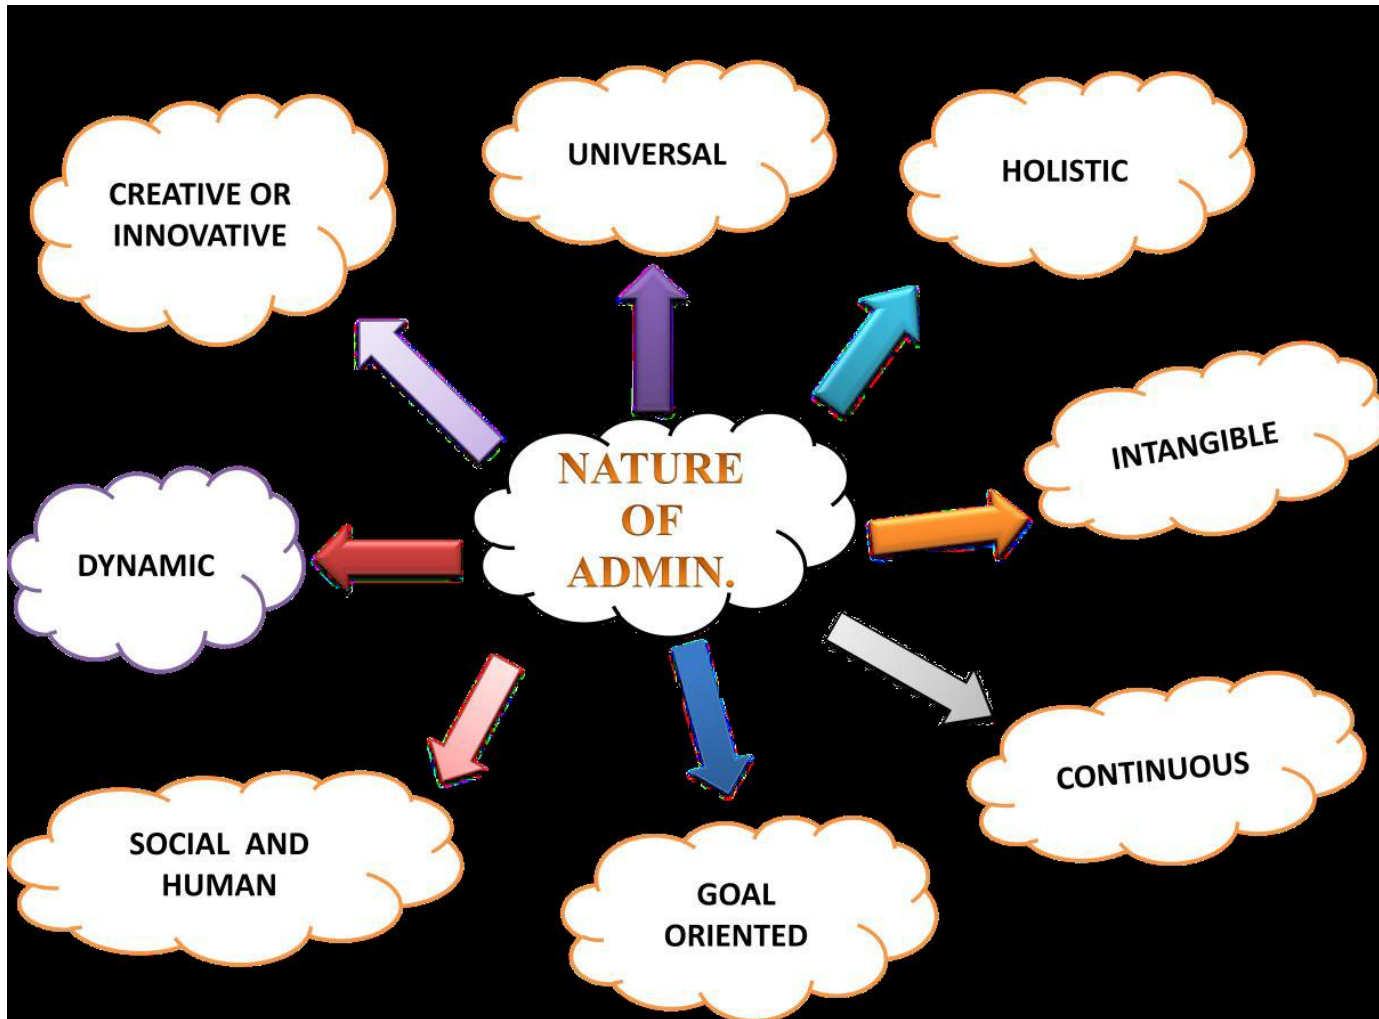 UNIVERSAL
HOLISTIC
CREATIVE OR
INNOVATIVE
INTANGIBLE
NATURE
OF
ADMIN.
DYNAMIC
CONTINUOUS
SOCIAL AND
HUMAN
GOAL
ORIENTED